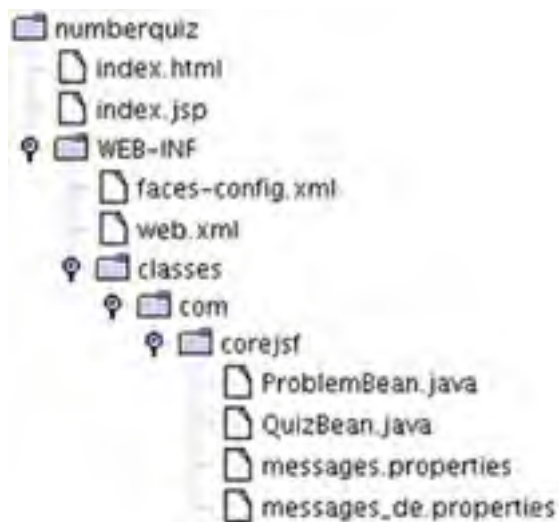 numberquiz
index.html
index.jsp
WEB-INF
faces-config.xml
web.xml
classes
com
corejsf
ProblemBean.java
QuizBean.java
messages.properties
messages_de.properties